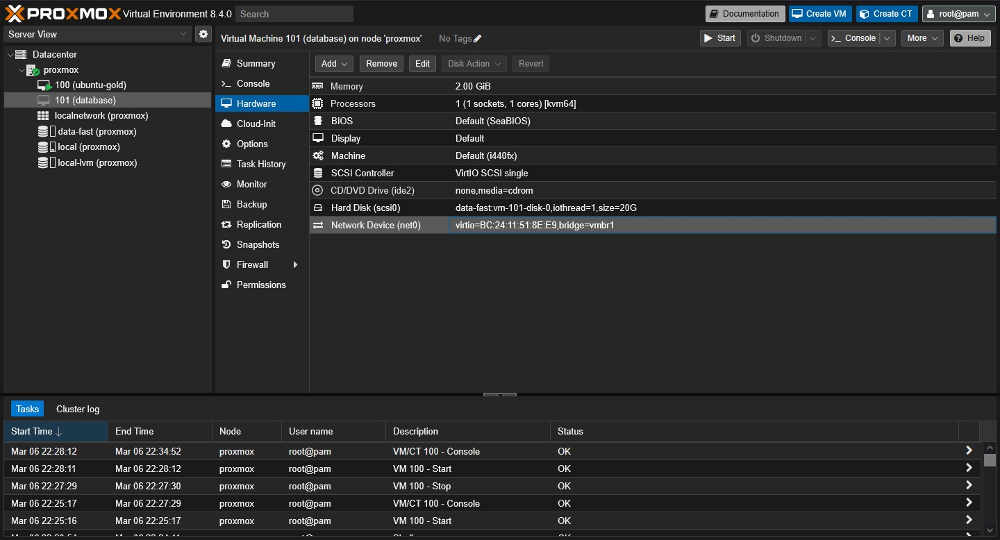 PROXMOX Virtual Environment 8.4.0 Search Documentation Create VM Create CT root@pam
Server View
Datacenter
proxmox
100 (ubuntu-gold)
101 (database)
localnetwork (proxmox)
data-fast (proxmox)
local (proxmox)
local-lvm (proxmox)
Virtual Machine 101 (database) on node 'proxmox' No Tags Start Shutdown Console More Help
Summary
Console
Hardware
Cloud-Init
Options
Task History
Monitor
Backup
Replication
Snapshots
Firewall
Permissions
Add Remove Edit Disk Action Revert
Memory 2.00 GiB
Processors 1 (1 sockets, 1 cores) [kvm64]
BIOS Default (SeaBIOS)
Display Default
Machine Default (i440fx)
SCSI Controller VirtIO SCSI single
CD/DVD Drive (ide2) none,media=cdrom
Hard Disk (scsi0) data-fast:vm-101-disk-0,iothread=1,size=20G
Network Device (net0) virtio=BC:24:11:51:8E:E9,bridge=vmbr1
Tasks Cluster log
Start Time End Time Node User name Description Status
Mar 06 22:28:12 Mar 06 22:34:52 proxmox root@pam VM/CT 100 - Console OK
Mar 06 22:28:11 Mar 06 22:28:12 proxmox root@pam VM 100 - Start OK
Mar 06 22:27:29 Mar 06 22:27:30 proxmox root@pam VM 100 - Stop OK
Mar 06 22:25:17 Mar 06 22:27:29 proxmox root@pam VM/CT 100 - Console OK
Mar 06 22:25:16 Mar 06 22:25:17 proxmox root@pam VM 100 - Start OK